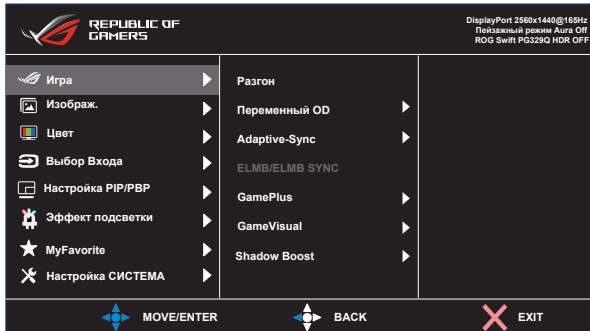 REPUBLIC OF
GAMERS
DisplayPort 2560x1440@165Hz
Пейзажный режим Aura Off
ROG Swift PG329Q HDR OFF
Игра
Изображ.
Цвет
Выбор Входа
Настройка PIP/PBP
Эффект подсветки
MyFavorite
Настройка СИСТЕМА
Разгон
Переменный OD
Adaptive-Sync
ELMB/ELMB SYNC
GamePlus
GameVisual
Shadow Boost
MOVE/ENTER
BACK
EXIT